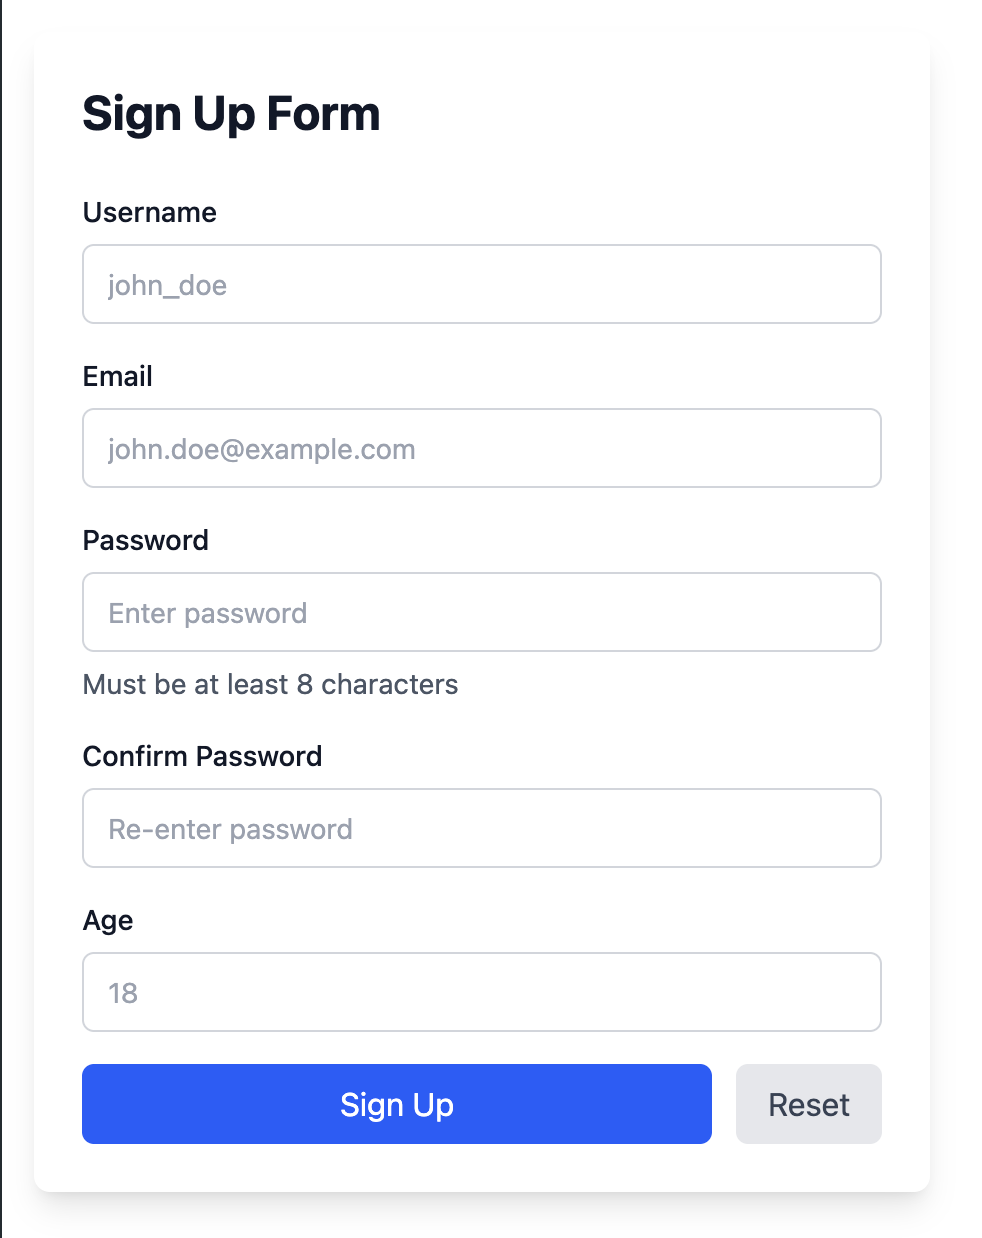 Sign Up Form
Username
john_doe
Email
john.doe@example.com
Password
Enter password
Must be at least 8 characters
Confirm Password
Re-enter password
Age
18
Sign Up
Reset